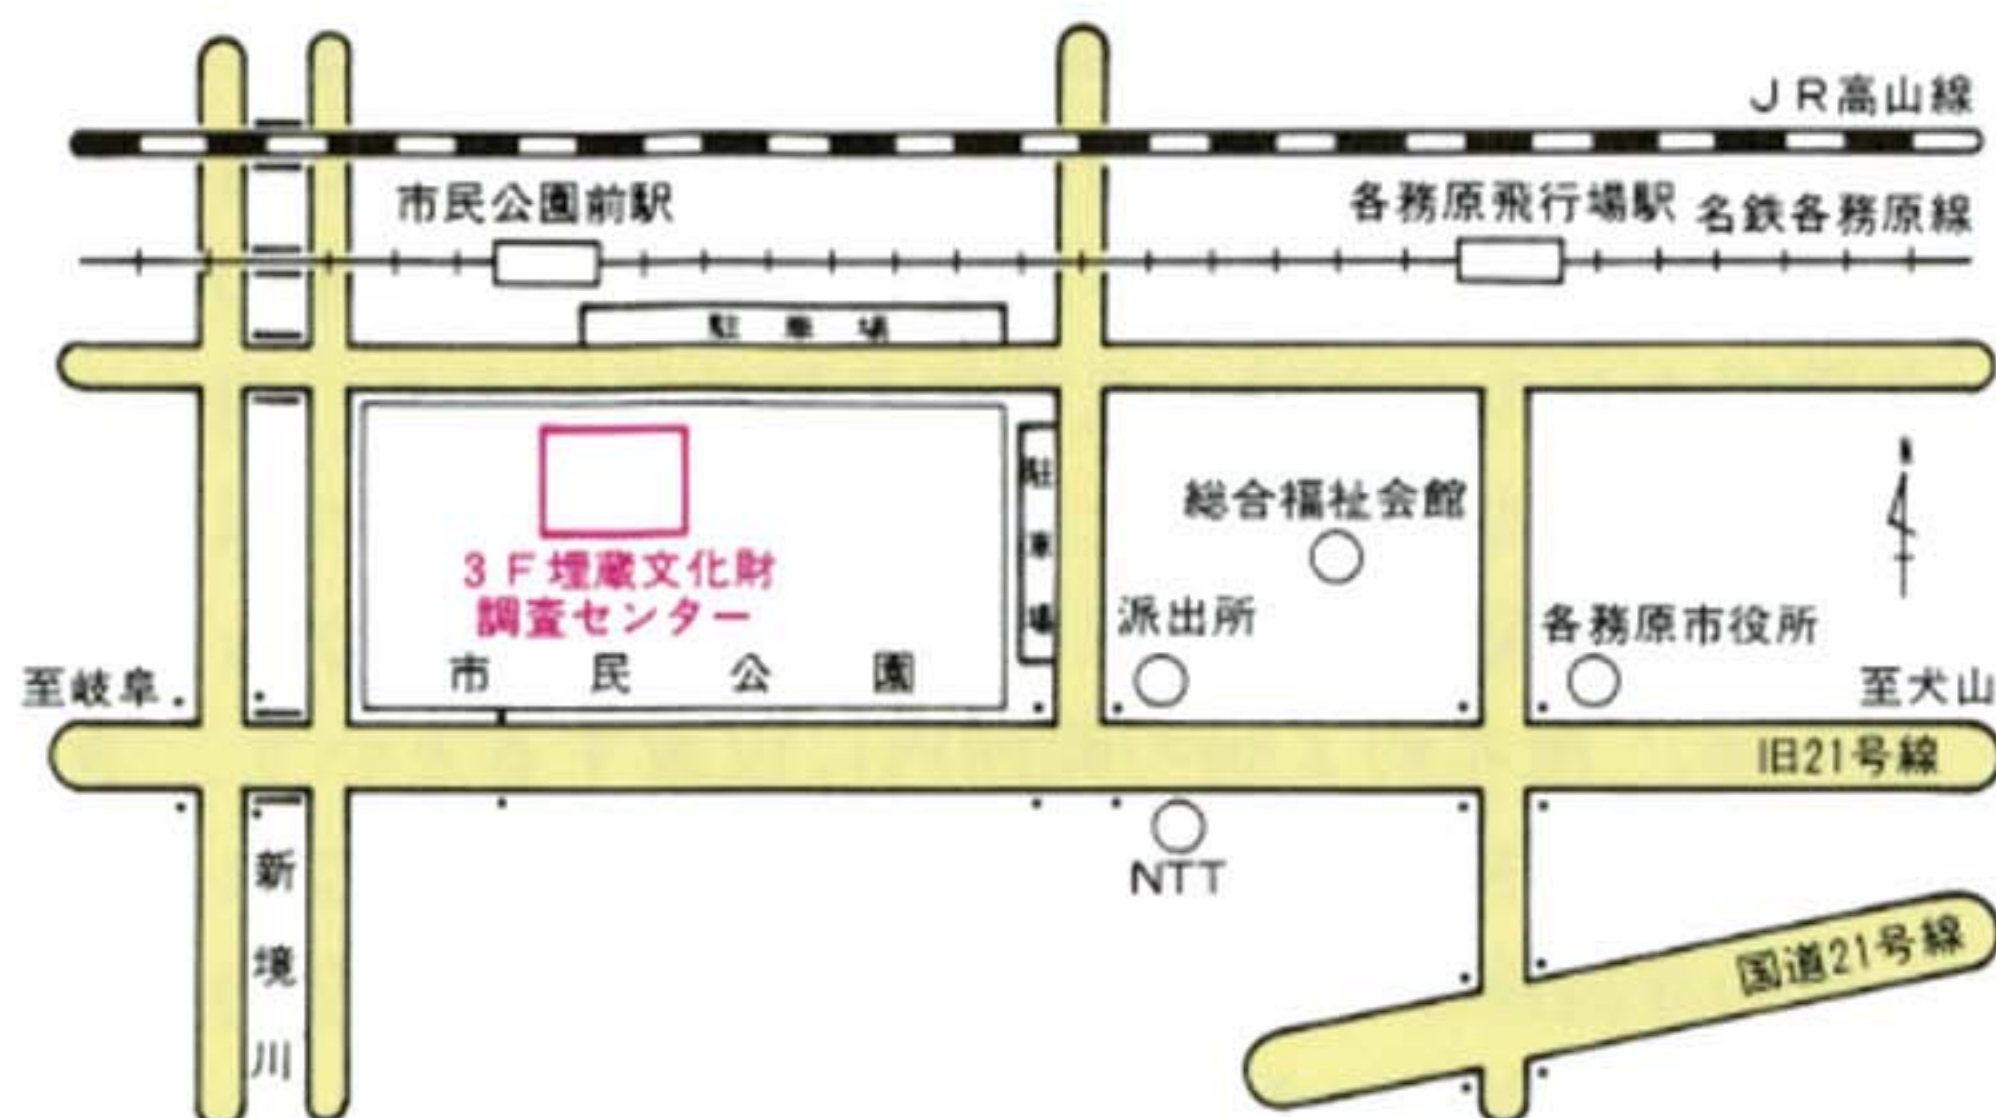 JR高山線
市民公園前駅
各務原飛行場駅
名鉄各務原線
駐車場
駐車場
3F埋蔵文化財
調査センター
市民公園
総合福祉会館
派出所
各務原市役所
至岐阜
至犬山
旧21号線
NTT
新境川
国道21号線